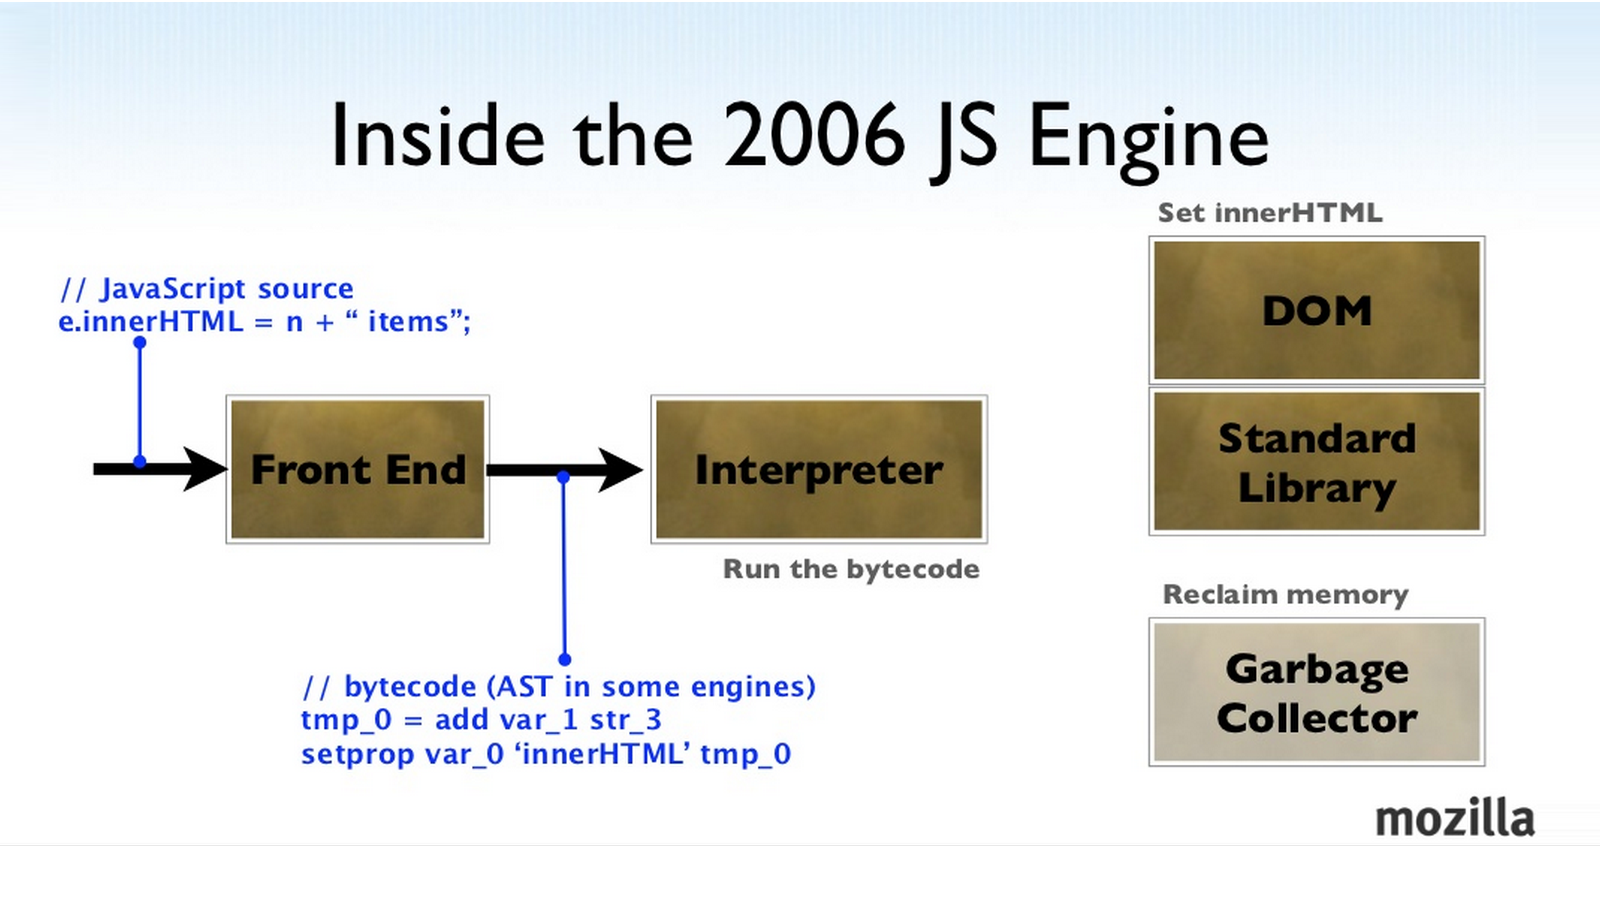 Inside the 2006 JS Engine
Set innerHTML
DOM
// JavaScript source
e.innerHTML = n + “ items”;
Front End
Interpreter
Standard
Library
Run the bytecode
Reclaim memory
Garbage
Collector
// bytecode (AST in some engines)
tmp_0 = add var_1 str_3
setprop var_0 ‘innerHTML’ tmp_0
mozilla